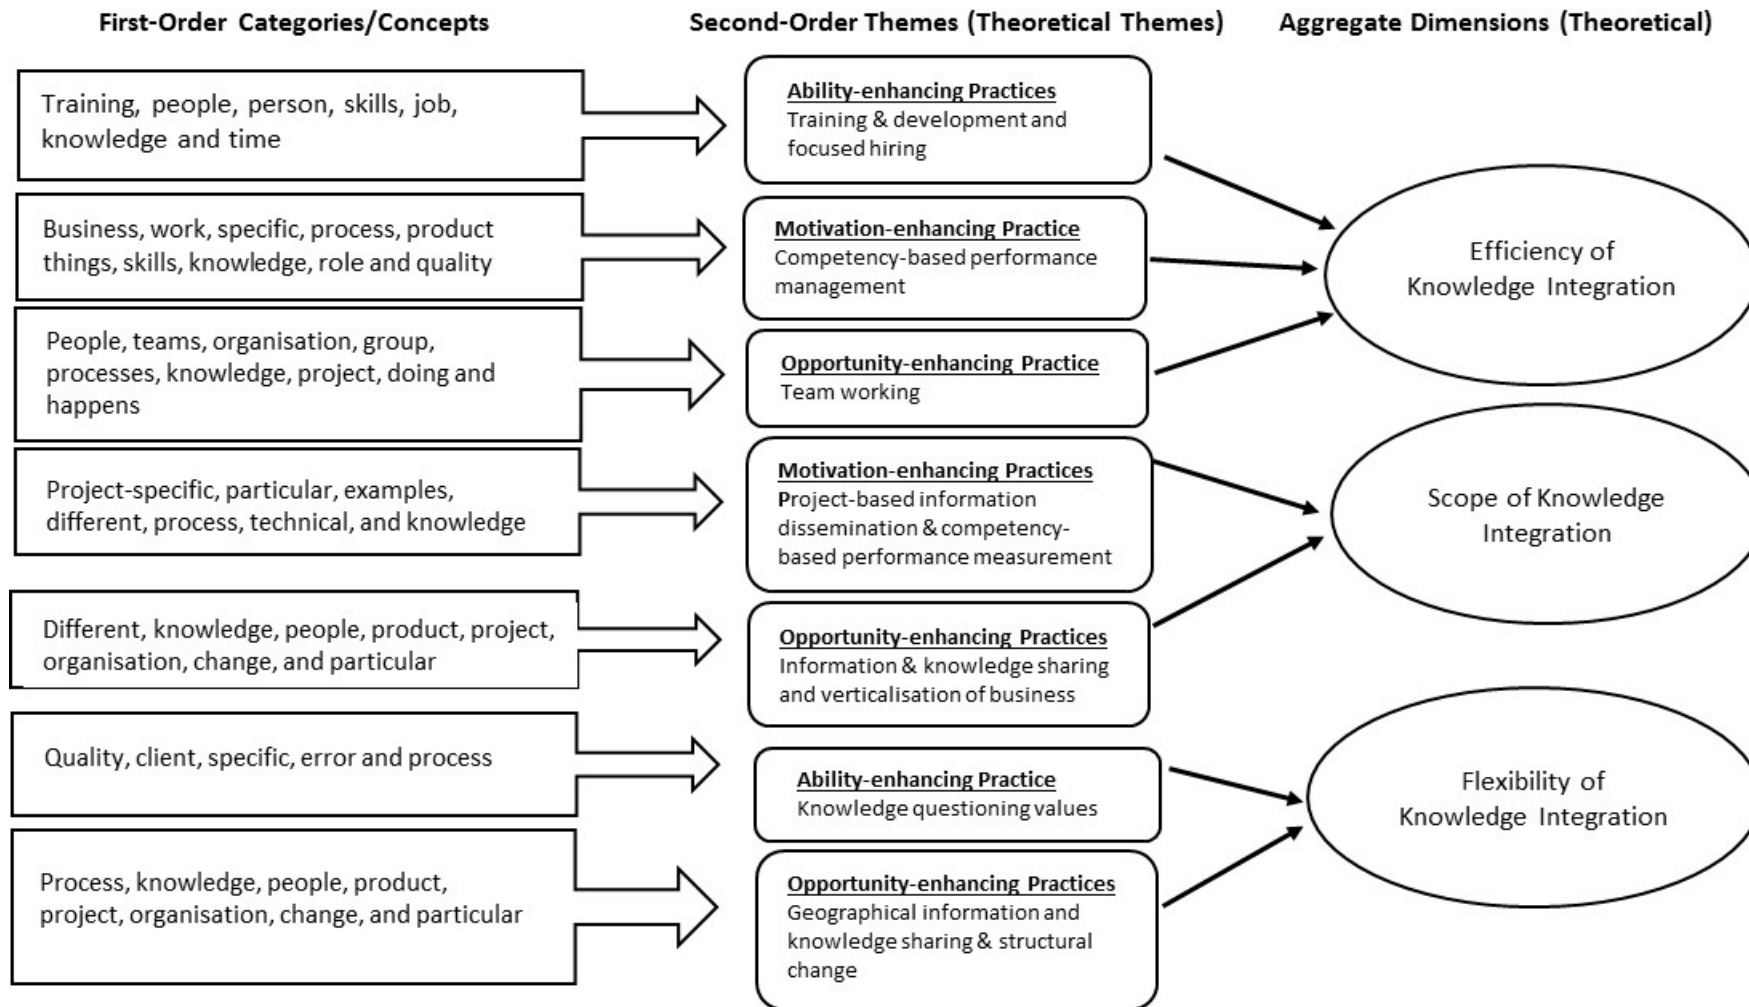 First-Order Categories/Concepts
Second-Order Themes (Theoretical Themes)
Aggregate Dimensions (Theoretical)
Training, people, person, skills, job,
knowledge and time
Ability-enhancing Practices
Training & development and
focused hiring
Business, work, specific, process, product
things, skills, knowledge, role and quality
Motivation-enhancing Practice
Competency-based performance
management
Efficiency of
Knowledge Integration
People, teams, organisation, group,
processes, knowledge, project, doing and
happens
Opportunity-enhancing Practice
Team working
Project-specific, particular, examples,
different, process, technical, and knowledge
Motivation-enhancing Practices
Project-based information
dissemination & competency-
based performance measurement
Scope of Knowledge
Integration
Different, knowledge, people, product, project,
organisation, change, and particular
Opportunity-enhancing Practices
Information & knowledge sharing
and verticalisation of business
Quality, client, specific, error and process
Ability-enhancing Practice
Knowledge questioning values
Flexibility of
Knowledge Integration
Process, knowledge, people, product,
project, organisation, change, and particular
Opportunity-enhancing Practices
Geographical information and
knowledge sharing & structural
change